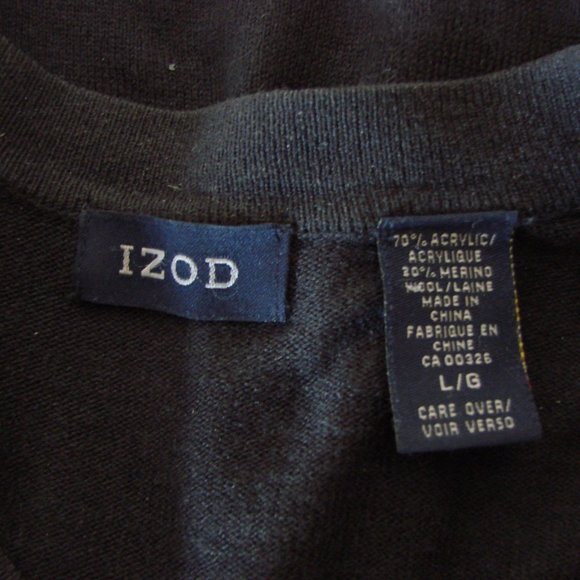 IZOD
70% ACRYLIC/
ACRYLIQUE
30% MERINO
WOOL/LAINE
MADE IN
CHINA
FABRIQUE EN
CHINE
CA 00326
L/G
CARE OVER/
VOIR VERSO